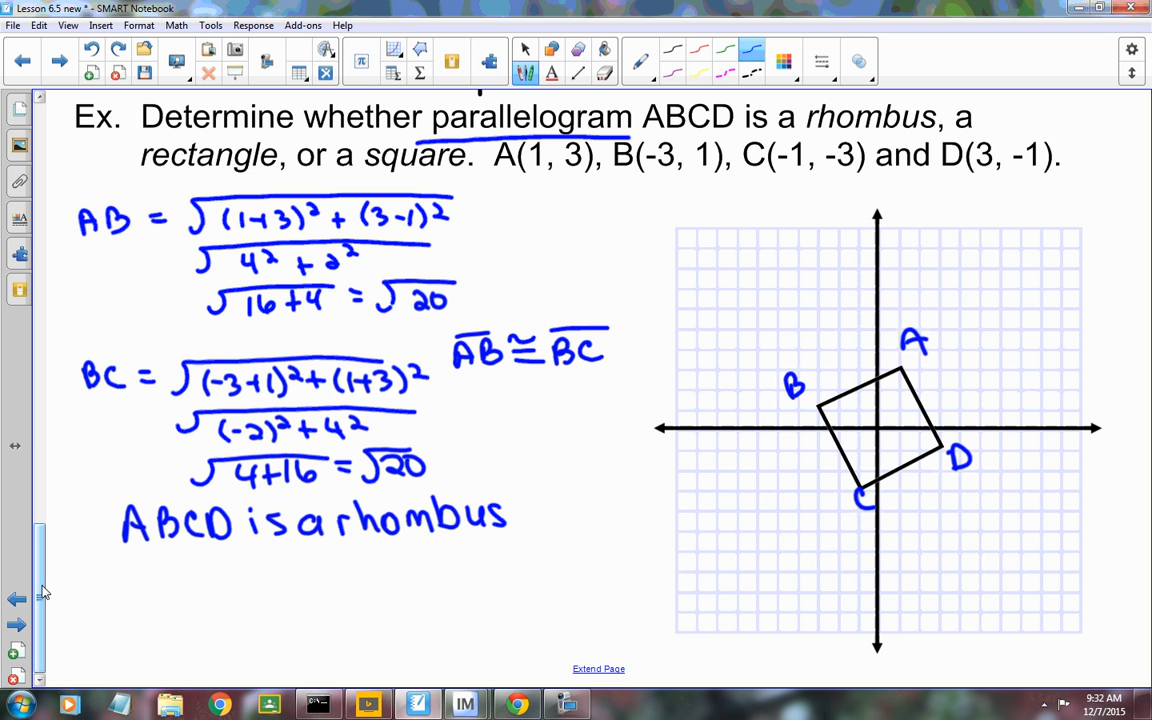 Lesson 6.5 new * - SMART Notebook
File Edit View Insert Format Math Tools Response Add-ons Help
Ex. Determine whether parallelogram ABCD is a rhombus, a
rectangle, or a square. A(1, 3), B(-3, 1), C(-1, -3) and D(3, -1).
AB = √(1+3)² + (3-1)²
√4² + 2²
√16+4 = √20
AB ≅ BC
BC = √(-3+1)² + (1+3)²
√(-2)² + 4²
√4+16 = √20
ABCD is a rhombus
A
B
D
C
Extend Page
IM
9:32 AM
12/7/2015